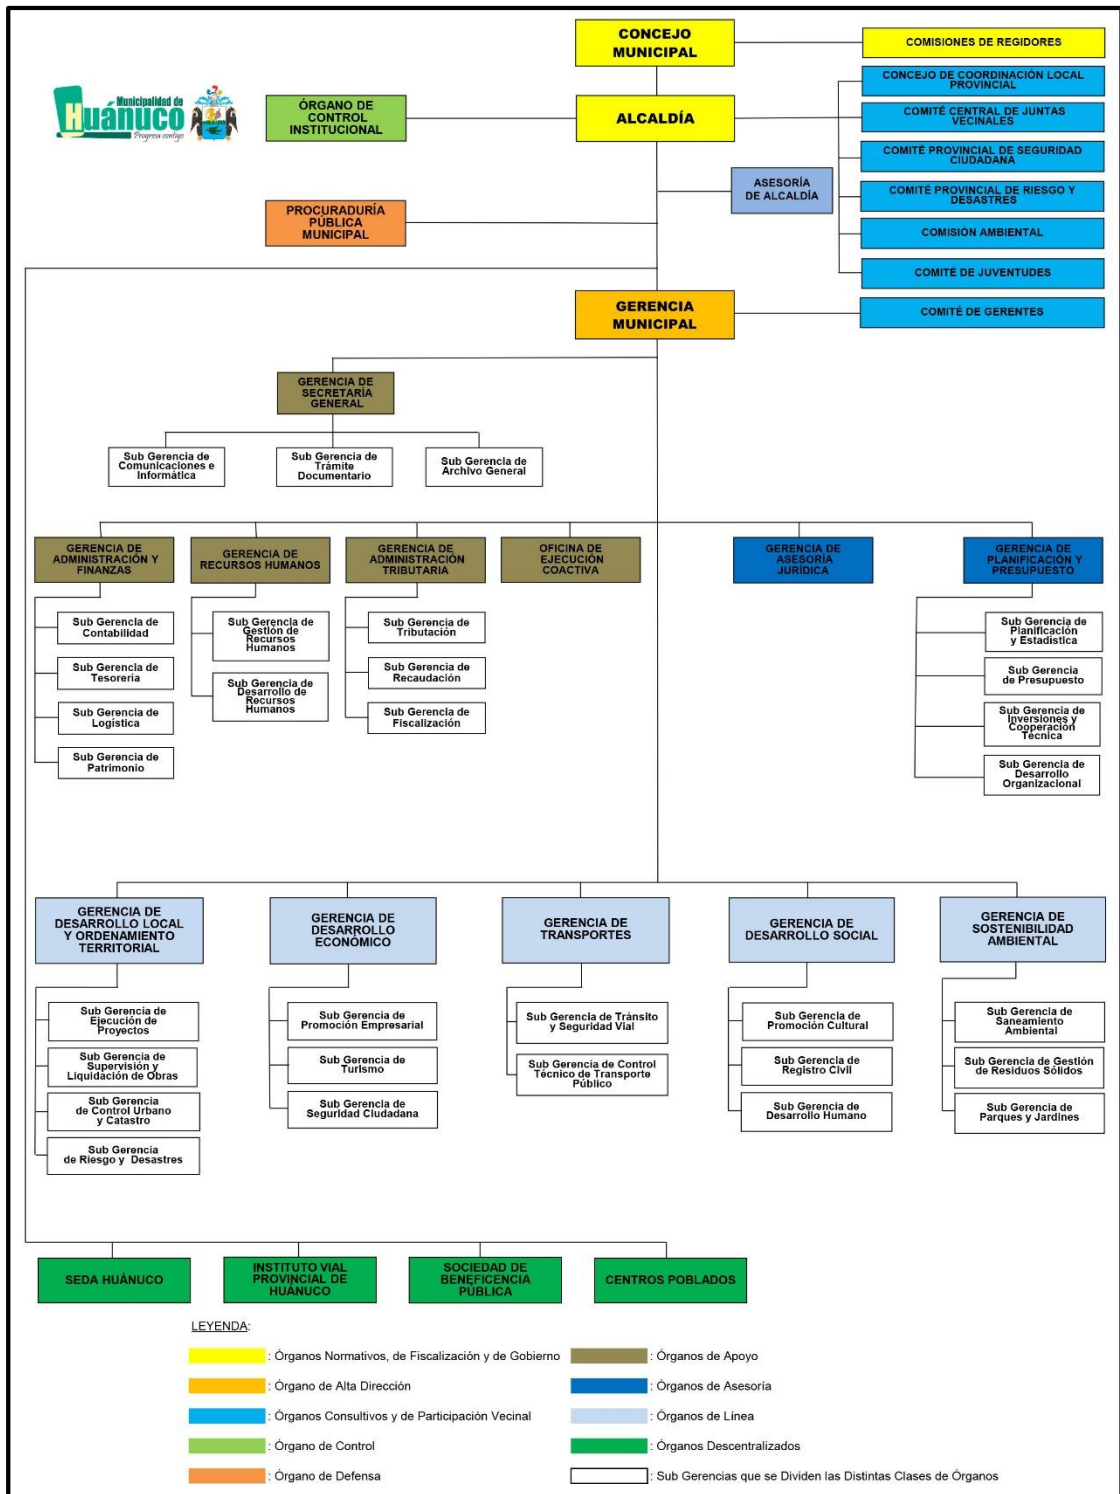 CONCEJO
MUNICIPAL
COMISIONES DE REGIDORES
Municipalidad de
Huánuco
Progresa contigo
ÓRGANO DE
CONTROL
INSTITUCIONAL
ALCALDÍA
CONCEJO DE COORDINACIÓN LOCAL
PROVINCIAL
COMITÉ CENTRAL DE JUNTAS
VECINALES
COMITÉ PROVINCIAL DE SEGURIDAD
CIUDADANA
ASESORÍA
DE ALCALDÍA
COMITÉ PROVINCIAL DE RIESGO Y
DESASTRES
PROCURADURÍA
PÚBLICA
MUNICIPAL
COMISIÓN AMBIENTAL
COMITÉ DE JUVENTUDES
GERENCIA
MUNICIPAL
COMITÉ DE GERENTES
GERENCIA DE
SECRETARÍA
GENERAL
Sub Gerencia de
Comunicaciones e
Informática
Sub Gerencia de
Trámite
Documentario
Sub Gerencia de
Archivo General
GERENCIA DE
ADMINISTRACIÓN Y
FINANZAS
GERENCIA DE
RECURSOS HUMANOS
GERENCIA DE
ADMINISTRACIÓN
TRIBUTARIA
OFICINA DE
EJECUCIÓN
COACTIVA
GERENCIA DE
ASESORÍA
JURÍDICA
GERENCIA DE
PLANIFICACIÓN Y
PRESUPUESTO
Sub Gerencia de
Contabilidad
Sub Gerencia de
Tesorería
Sub Gerencia de
Logística
Sub Gerencia de
Patrimonio
Sub Gerencia de
Gestión de
Recursos
Humanos
Sub Gerencia de
Desarrollo de
Recursos
Humanos
Sub Gerencia de
Tributación
Sub Gerencia de
Recaudación
Sub Gerencia de
Fiscalización
Sub Gerencia de
Planificación
y Estadística
Sub Gerencia
de Presupuesto
Sub Gerencia de
Inversiones y
Cooperación
Técnica
Sub Gerencia de
Desarrollo
Organizacional
GERENCIA DE
DESARROLLO LOCAL
Y ORDENAMIENTO
TERRITORIAL
GERENCIA DE
DESARROLLO
ECONÓMICO
GERENCIA DE
TRANSPORTES
GERENCIA DE
DESARROLLO SOCIAL
GERENCIA DE
SOSTENIBILIDAD
AMBIENTAL
Sub Gerencia de
Ejecución de
Proyectos
Sub Gerencia de
Supervisión y
Liquidación de Obras
Sub Gerencia
de Control Urbano
y Catastro
Sub Gerencia
de Riesgo y Desastres
Sub Gerencia de
Promoción Empresarial
Sub Gerencia de
Turismo
Sub Gerencia de
Seguridad Ciudadana
Sub Gerencia de Tránsito
y Seguridad Vial
Sub Gerencia de Control
Técnico de Transporte
Público
Sub Gerencia de
Promoción Cultural
Sub Gerencia de
Registro Civil
Sub Gerencia de
Desarrollo Humano
Sub Gerencia de
Saneamiento
Ambiental
Sub Gerencia de Gestión
de Residuos Sólidos
Sub Gerencia de
Parques y Jardines
SEDA HUÁNUCO
INSTITUTO VIAL
PROVINCIAL DE
HUÁNUCO
SOCIEDAD DE
BENEFICENCIA
PÚBLICA
CENTROS POBLADOS
LEYENDA:
: Órganos Normativos, de Fiscalización y de Gobierno
: Órgano de Alta Dirección
: Órganos Consultivos y de Participación Vecinal
: Órgano de Control
: Órgano de Defensa
: Órganos de Apoyo
: Órganos de Asesoría
: Órganos de Línea
: Órganos Descentralizados
: Sub Gerencias que se Dividen las Distintas Clases de Órganos